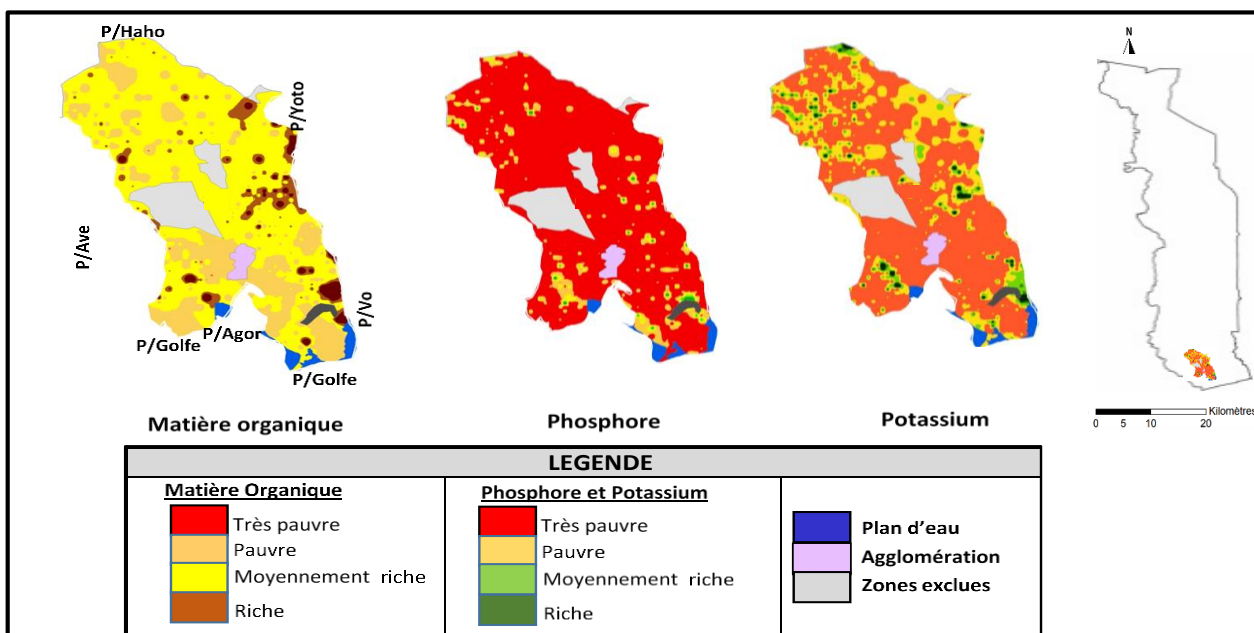 P/Haho
P/Yoto
P/Ave
P/Vo
P/Agor
P/Golfe
P/Golfe
N
Kilomètres
0 5 10 20
Matière organique
Phosphore
Potassium
LEGENDE
Matière Organique
Très pauvre
Pauvre
Moyennement riche
Riche
Phosphore et Potassium
Très pauvre
Pauvre
Moyennement riche
Riche
Plan d’eau
Agglomération
Zones exclues